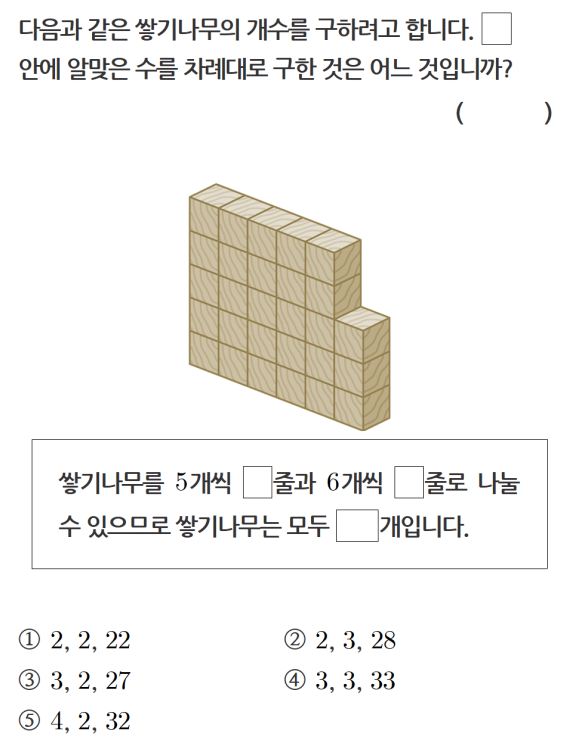 다음과 같은 쌓기나무의 개수를 구하려고 합니다. □
안에 알맞은 수를 차례대로 구한 것은 어느 것입니까?
( )
쌓기나무를 5개씩 □줄과 6개씩 □줄로 나눌
수 있으므로 쌓기나무는 모두 □개입니다.
① 2, 2, 22 ② 2, 3, 28
③ 3, 2, 27 ④ 3, 3, 33
⑤ 4, 2, 32